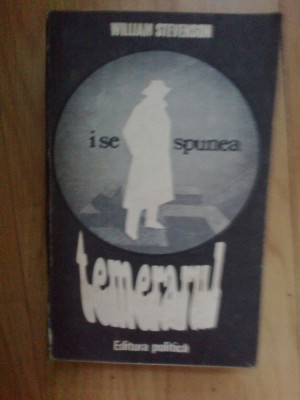 WILLIAM STEVENSON
i se spunea
temerarul
Editura politică